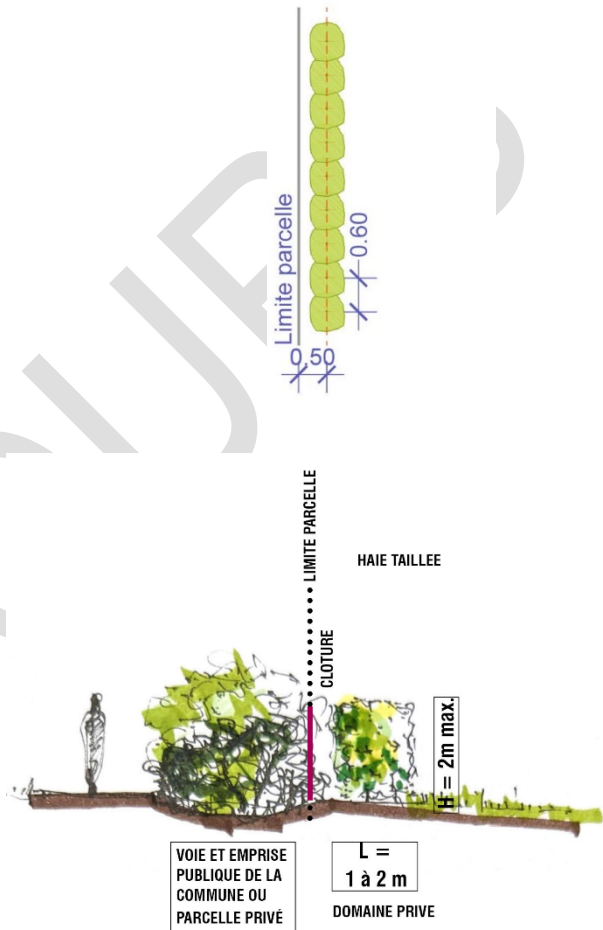 Limite parcelle
0.60
0,50
LIMITE PARCELLE
HAIE TAILLEE
CLOTURE
H = 2m max.
VOIE ET EMPRISE
PUBLIQUE DE LA
COMMUNE OU
PARCELLE PRIVÉ
L =
1 à 2 m
DOMAINE PRIVE